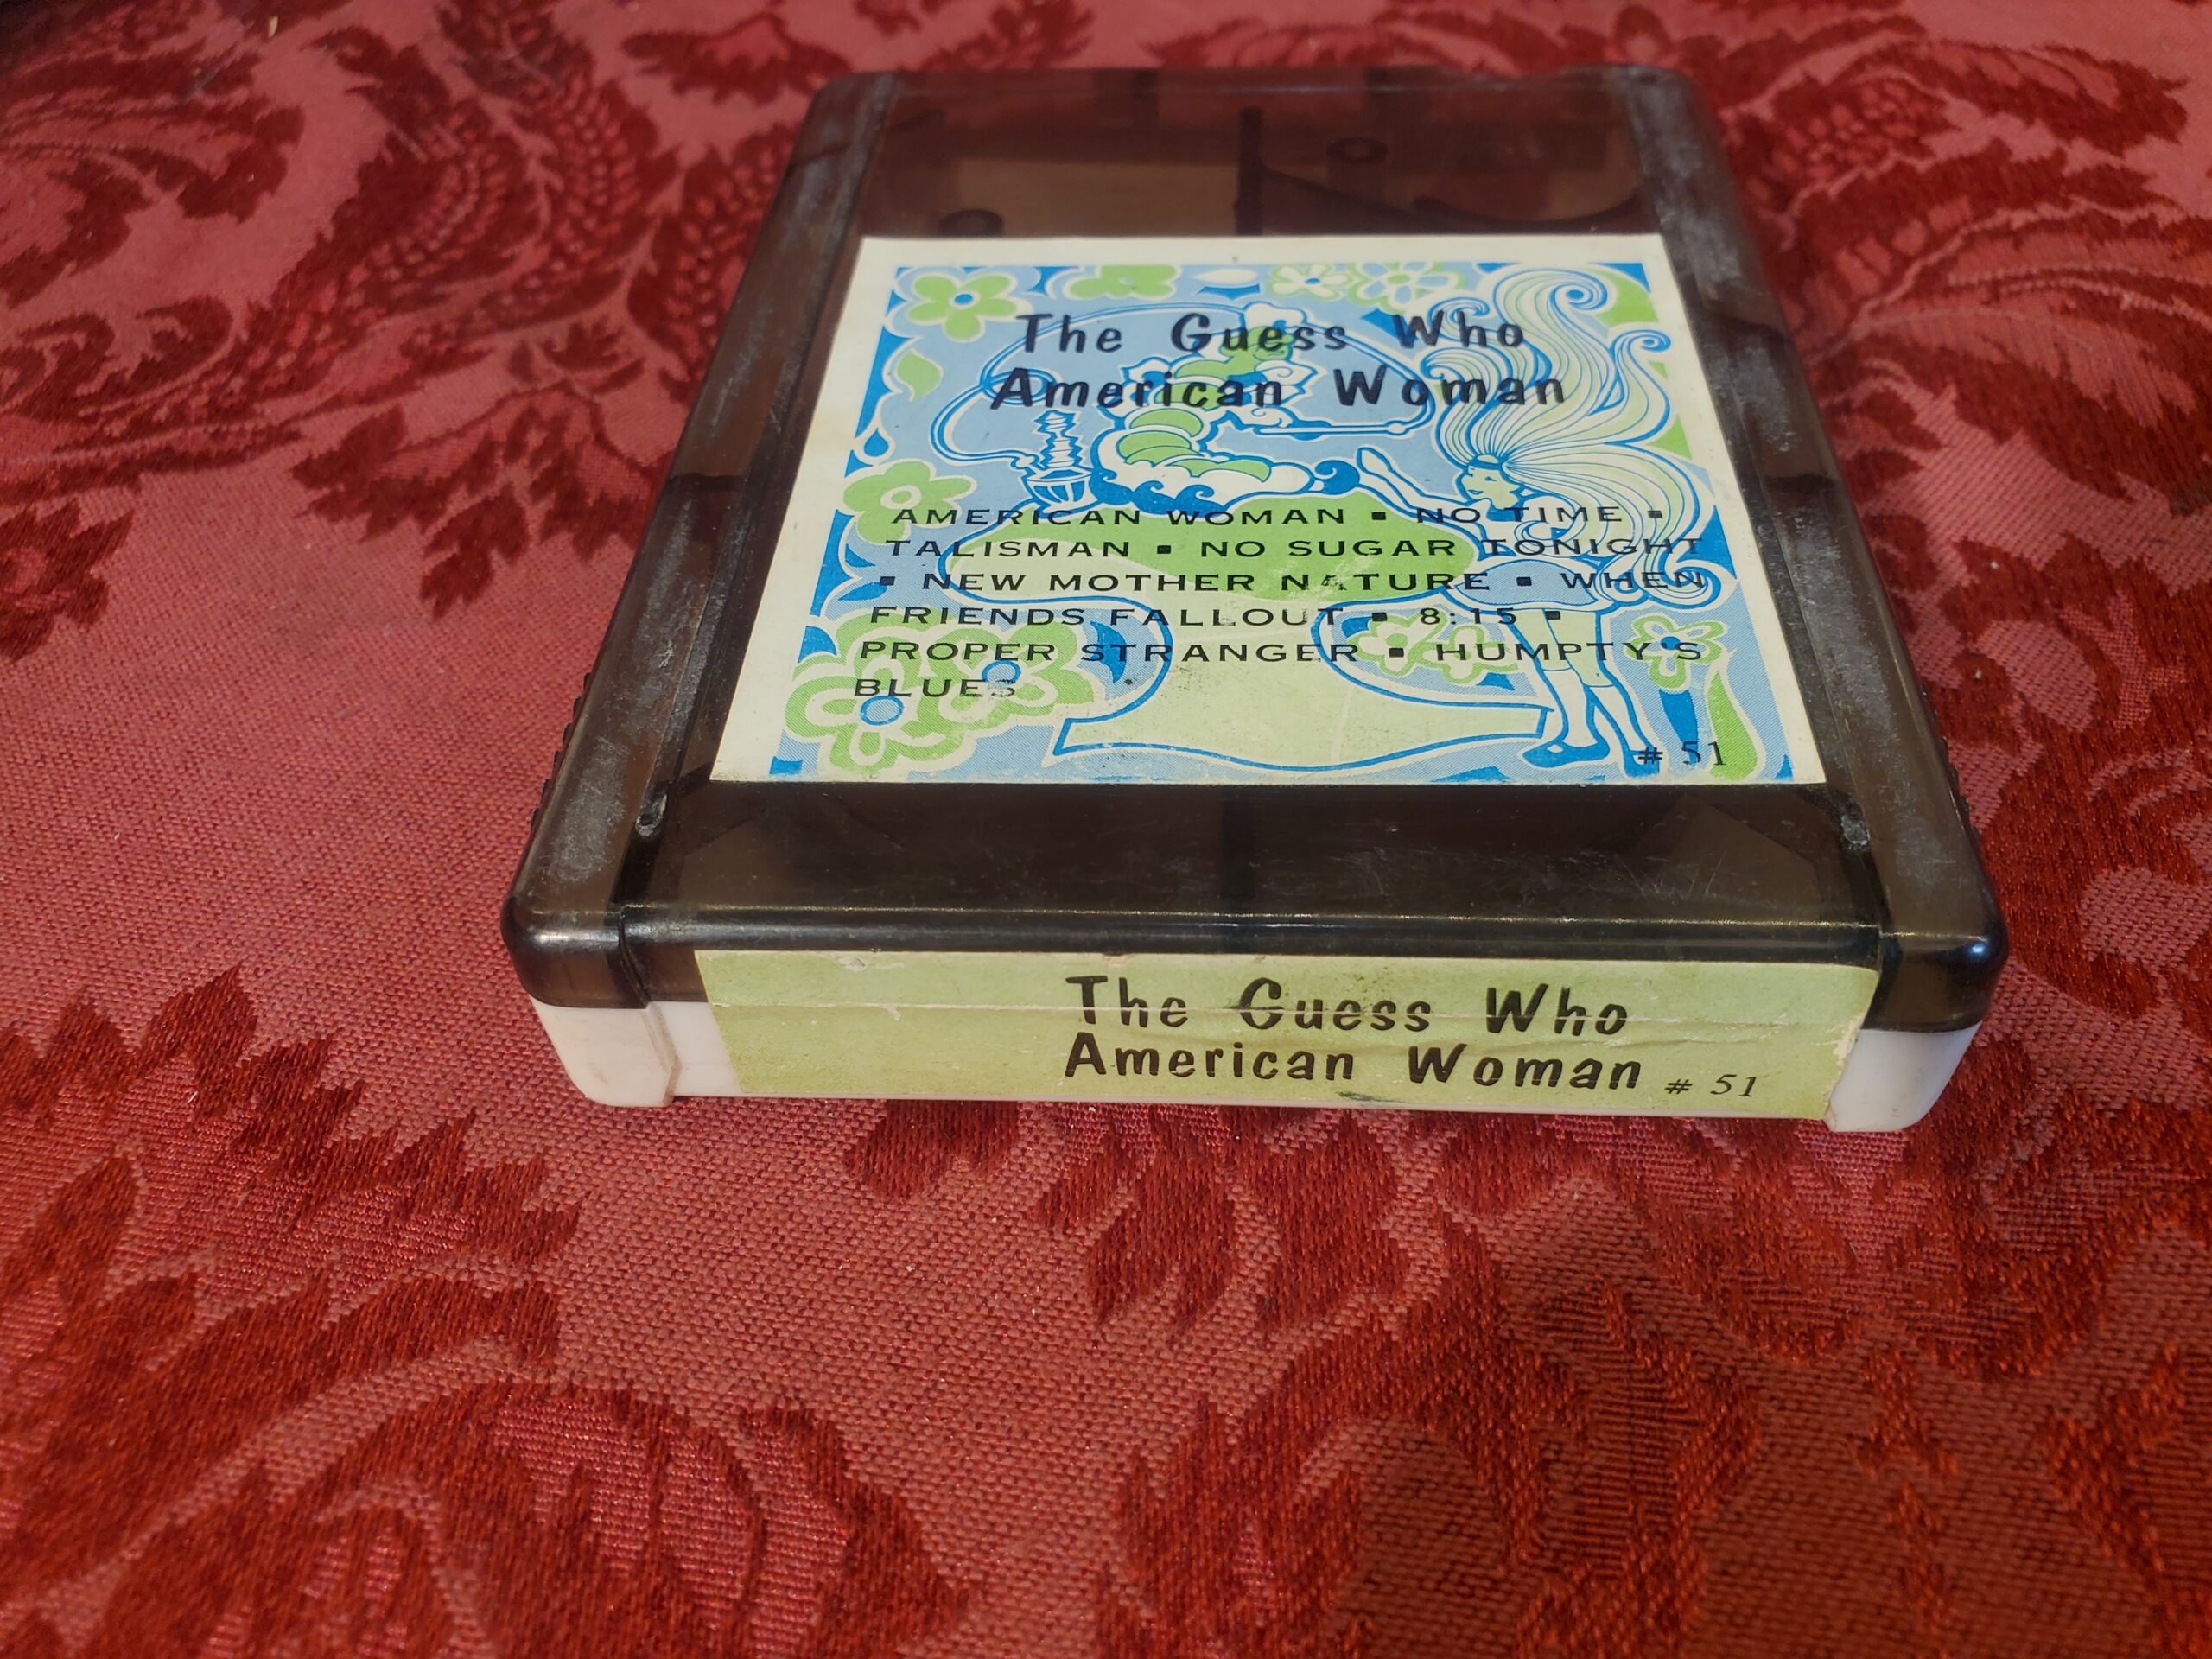 The Guess Who
American Woman
AMERICAN WOMAN ▪ NO TIME ▪
TALISMAN ▪ NO SUGAR TONIGHT
▪ NEW MOTHER NATURE ▪ WHEN
FRIENDS FALLOUT ▪ 8:15 ▪
PROPER STRANGER ▪ HUMPTY'S
BLUES
# 51
The Guess Who
American Woman # 51